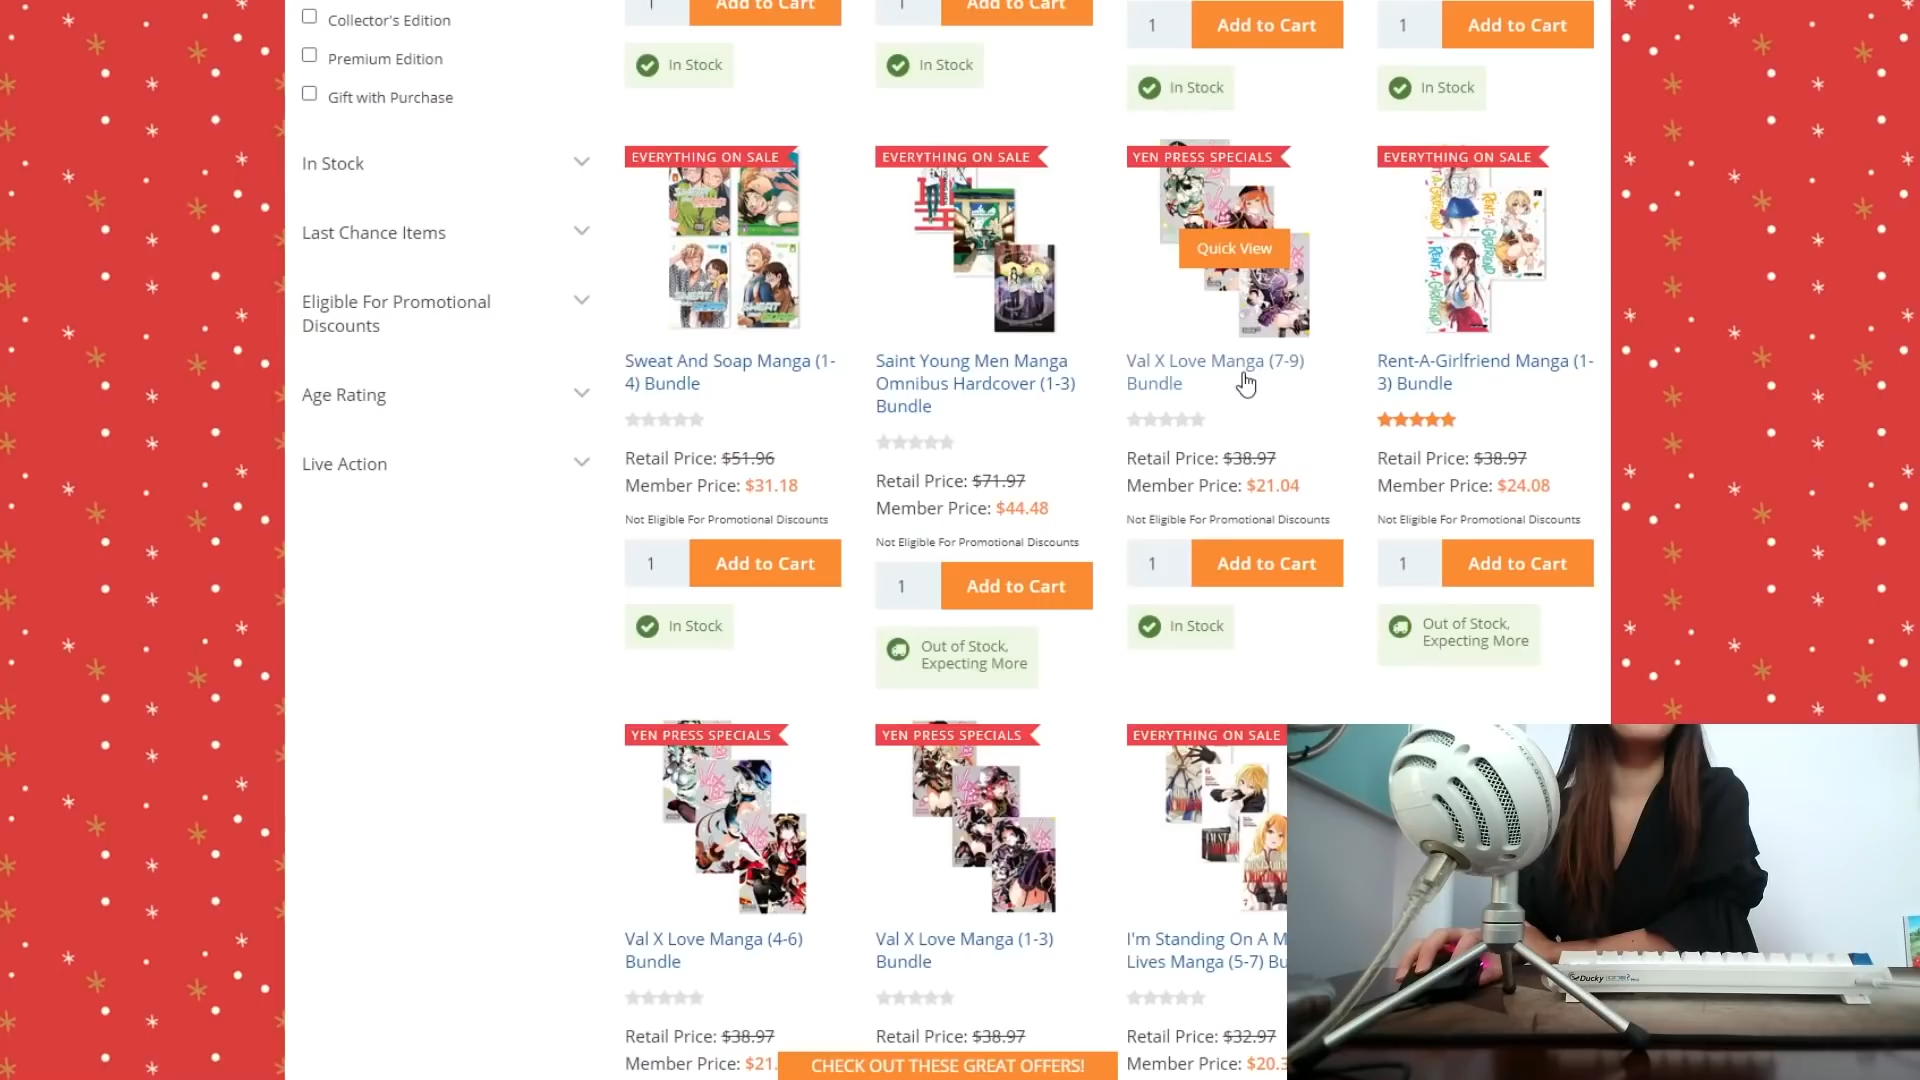 Collector's Edition
Premium Edition
Gift with Purchase
In Stock
Last Chance Items
Eligible For Promotional
Discounts
Age Rating
Live Action
1 Add to Cart
In Stock
1 Add to Cart
In Stock
1 Add to Cart
In Stock
1 Add to Cart
In Stock
EVERYTHING ON SALE
Sweat And Soap Manga (1-
4) Bundle
Retail Price: $51.96
Member Price: $31.18
Not Eligible For Promotional Discounts
1 Add to Cart
In Stock
EVERYTHING ON SALE
Saint Young Men Manga
Omnibus Hardcover (1-3)
Bundle
Retail Price: $71.97
Member Price: $44.48
Not Eligible For Promotional Discounts
1 Add to Cart
Out of Stock,
Expecting More
YEN PRESS SPECIALS
Quick View
Val X Love Manga (7-9)
Bundle
Retail Price: $38.97
Member Price: $21.04
Not Eligible For Promotional Discounts
1 Add to Cart
In Stock
EVERYTHING ON SALE
RENT-A-GIRLFRIEND
RENT-A-GIRLFRIEND
Rent-A-Girlfriend Manga (1-
3) Bundle
Retail Price: $38.97
Member Price: $24.08
Not Eligible For Promotional Discounts
1 Add to Cart
Out of Stock,
Expecting More
YEN PRESS SPECIALS
Val X Love Manga (4-6)
Bundle
Retail Price: $38.97
Member Price: $21.
YEN PRESS SPECIALS
Val X Love Manga (1-3)
Bundle
Retail Price: $38.97
EVERYTHING ON SALE
I'm Standing On A M
Lives Manga (5-7) Bu
Retail Price: $32.97
Member Price: $20.3
CHECK OUT THESE GREAT OFFERS!
Ducky